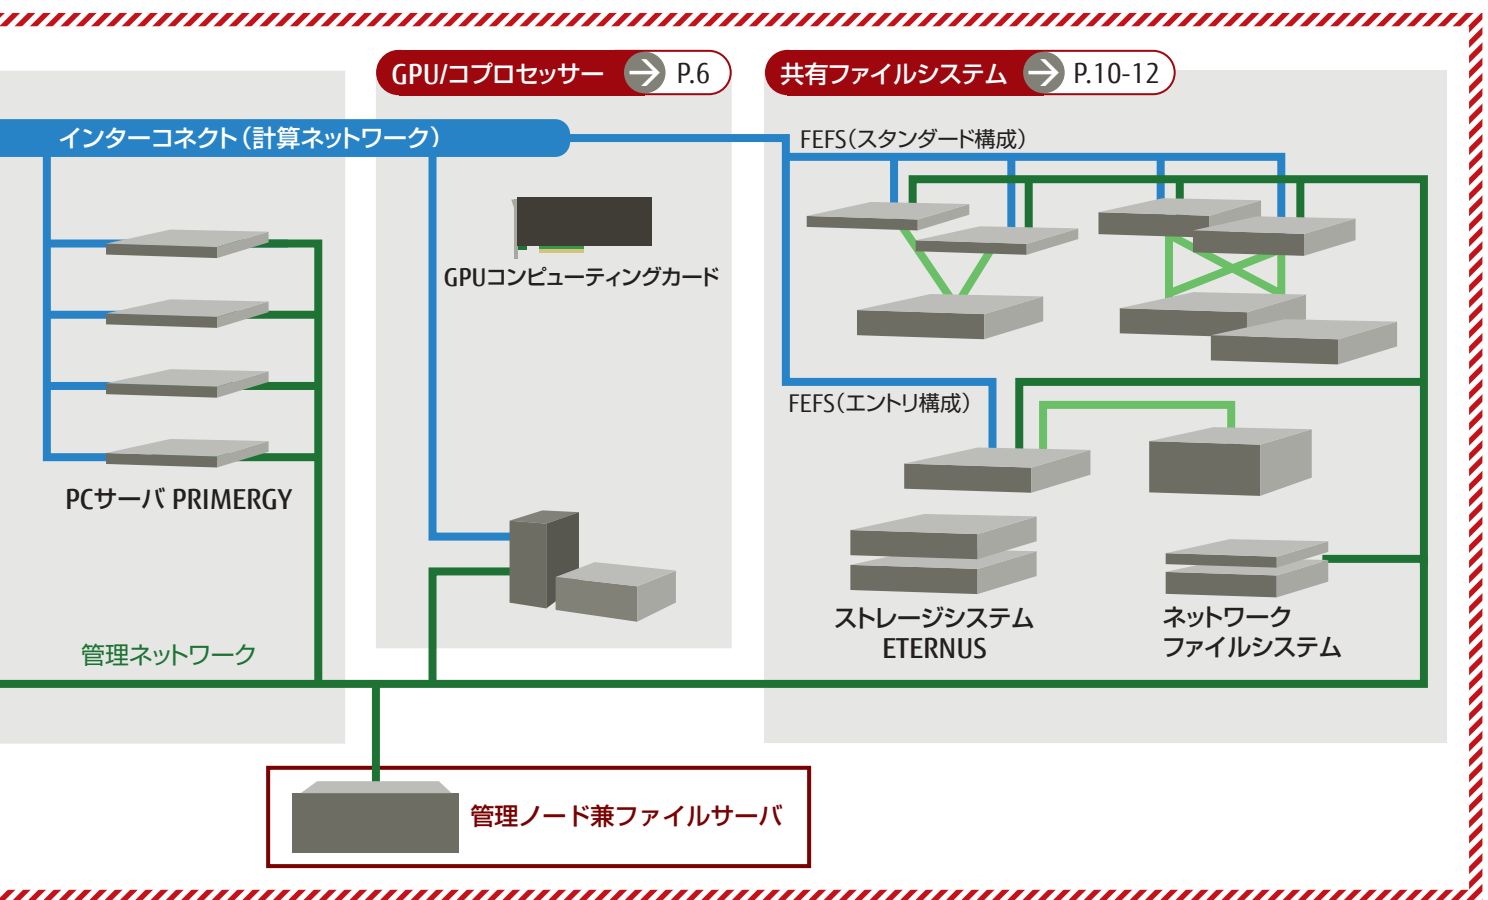 GPU/コプロセッサー P.6
共有ファイルシステム P.10-12
インターコネクト（計算ネットワーク）
FEFS（スタンダード構成）
GPUコンピューティングカード
FEFS（エントリ構成）
PCサーバ PRIMERGY
ストレージシステム
ETERNUS
ネットワーク
ファイルシステム
管理ネットワーク
管理ノード兼ファイルサーバ